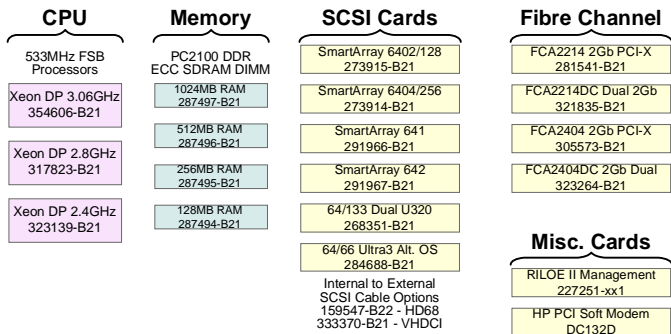 CPU
533MHz FSB
Processors
Xeon DP 3.06GHz
354606-B21
Xeon DP 2.8GHz
317823-B21
Xeon DP 2.4GHz
323139-B21
Memory
PC2100 DDR
ECC SDRAM DIMM
1024MB RAM
287497-B21
512MB RAM
287496-B21
256MB RAM
287495-B21
128MB RAM
287494-B21
SCSI Cards
SmartArray 6402/128
273915-B21
SmartArray 6404/256
273914-B21
SmartArray 641
291966-B21
SmartArray 642
291967-B21
64/133 Dual U320
268351-B21
64/66 Ultra3 Alt. OS
284688-B21
Internal to External
SCSI Cable Options
159547-B22 - HD68
333370-B21 - VHDCI
Fibre Channel
FCA2214 2Gb PCI-X
281541-B21
FCA2214DC Dual 2Gb
321835-B21
FCA2404 2Gb PCI-X
305573-B21
FCA2404DC 2Gb Dual
323264-B21
Misc. Cards
RILOE II Management
227251-xx1
HP PCI Soft Modem
DC132D